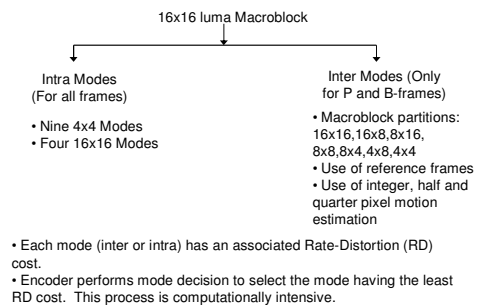 16x16 luma Macroblock
Intra Modes
(For all frames)
• Nine 4x4 Modes
• Four 16x16 Modes
Inter Modes (Only
for P and B-frames)
• Macroblock partitions:
16x16,16x8,8x16,
8x8,8x4,4x8,4x4
• Use of reference frames
• Use of integer, half and
quarter pixel motion
estimation
• Each mode (inter or intra) has an associated Rate-Distortion (RD)
cost.
• Encoder performs mode decision to select the mode having the least
RD cost. This process is computationally intensive.